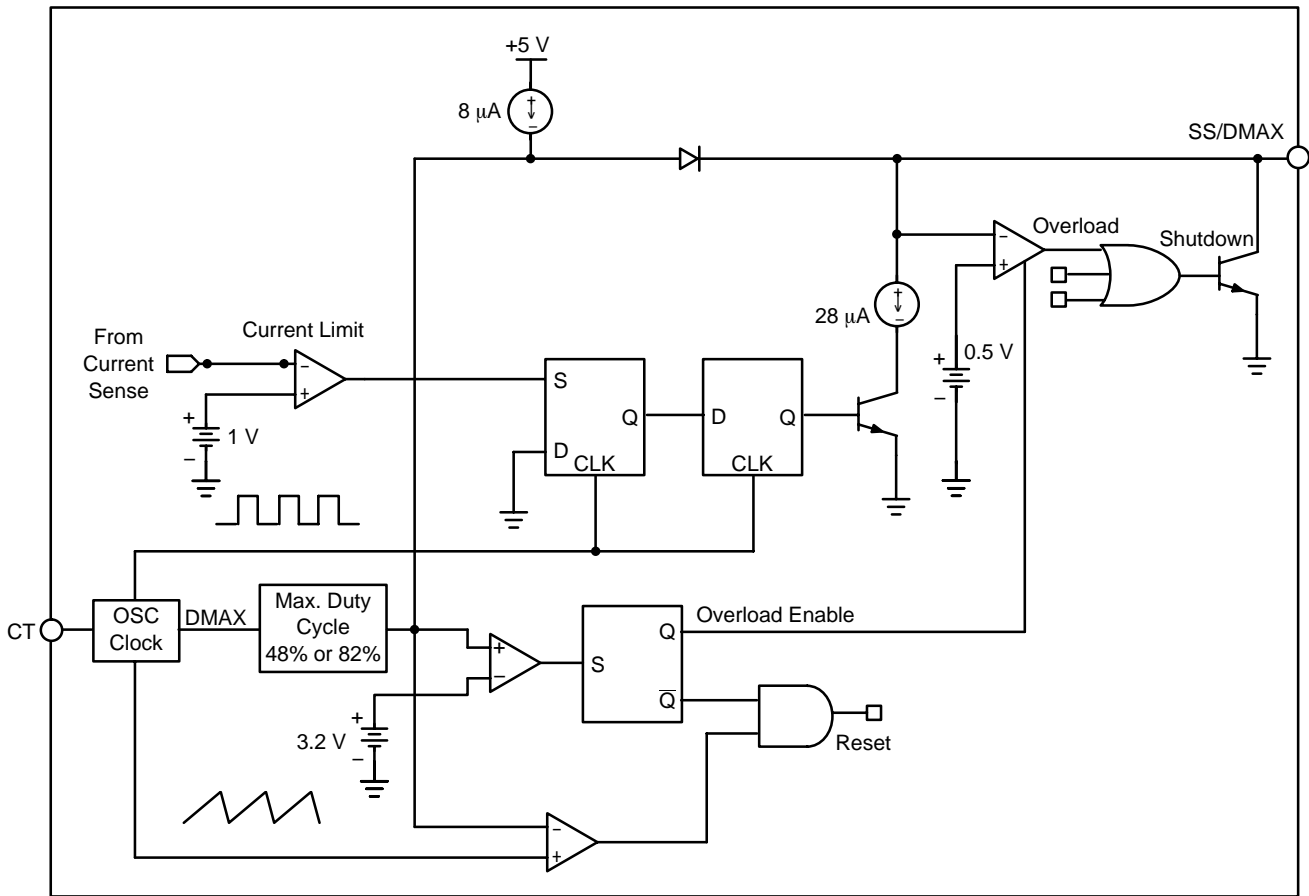 +5 V
8 μA
+
−
SS/DMAX
Overload
−
+
Shutdown
+
−
28 μA
+
−
0.5 V
From
Current
Sense
Current Limit
−
+
+
−
1 V
S
Q
D
CLK
D
Q
CLK
CT
OSC
Clock
DMAX
Max. Duty
Cycle
48% or 82%
+
−
+
−
3.2 V
S
Q
Q̅
Overload Enable
Reset
−
+